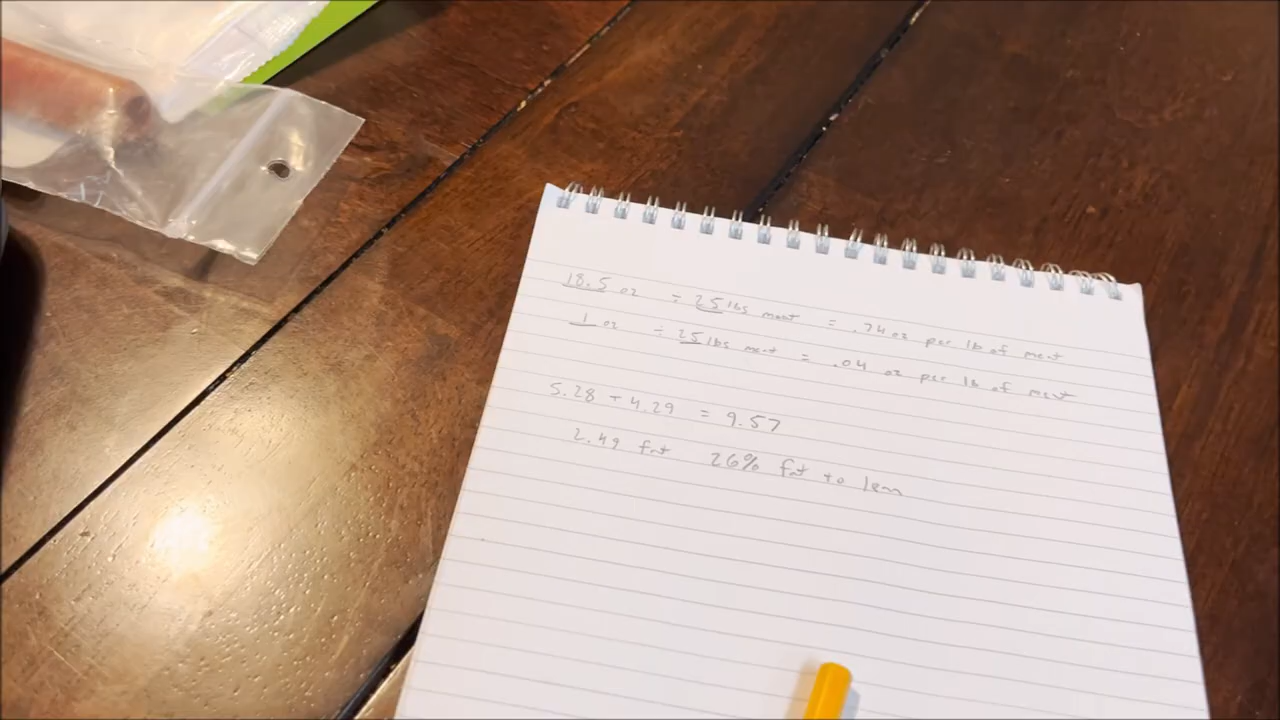 18.5 oz ÷ 25 lbs meat = .74 oz per lb of meat
1 oz ÷ 25 lbs meat = .04 oz per lb of meat
5.28 + 4.29 = 9.57
2.49 fat 26% fat to lean